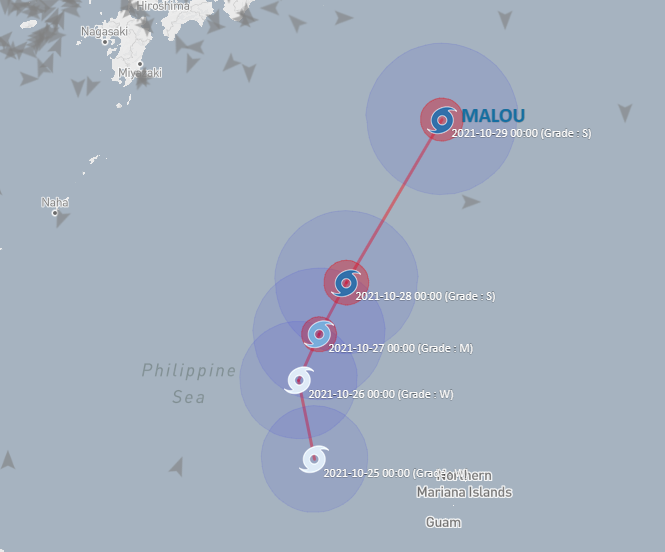 Hiroshima
Nagasaki
Miyazaki
MALOU
2021-10-29 00:00 (Grade : S)
Naha
2021-10-28 00:00 (Grade : S)
2021-10-27 00:00 (Grade : M)
Philippine
Sea
2021-10-26 00:00 (Grade : W)
2021-10-25 00:00 (Grade : W)
Northern
Mariana Islands
Guam